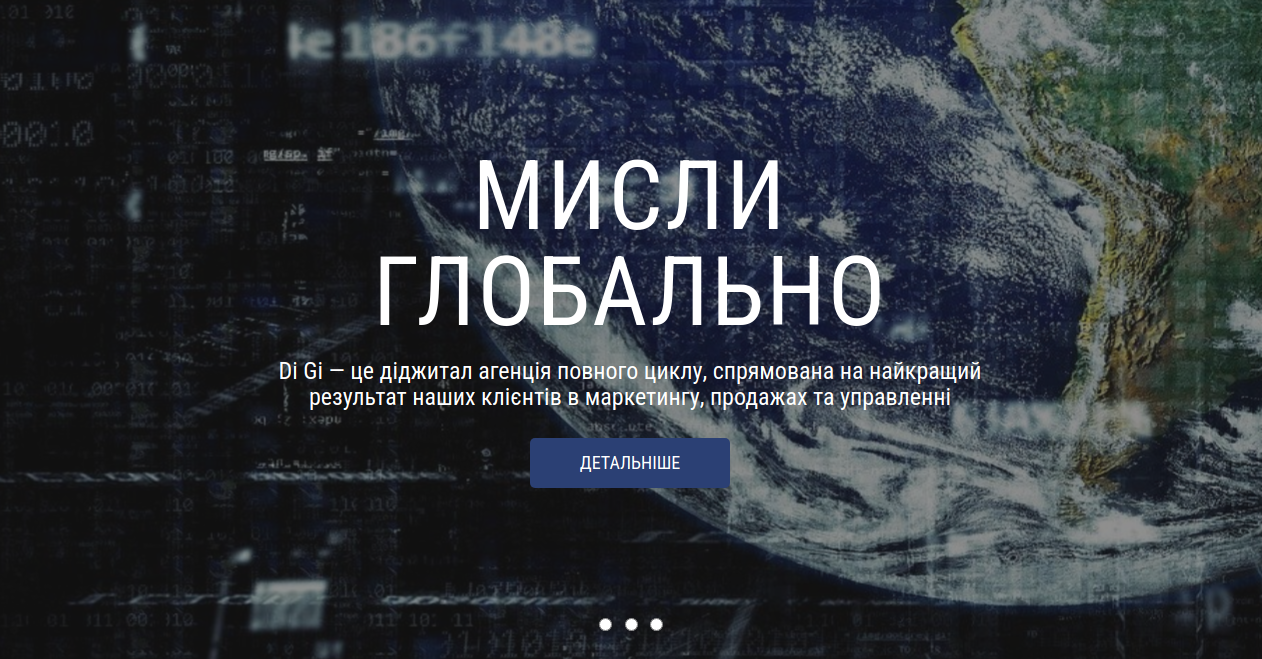 4e186f148e
МИСЛИ
ГЛОБАЛЬНО
Di Gi — це діджитал агенція повного циклу, спрямована на найкращий
результат наших клієнтів в маркетингу, продажах та управленні
ДЕТАЛЬНІШЕ